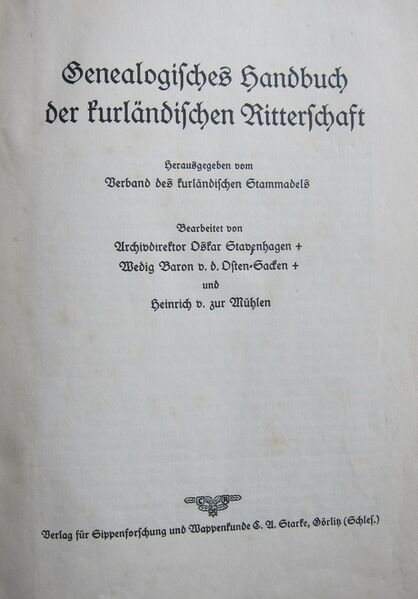 Genealogisches Handbuch
der kurländischen Ritterschaft
Herausgegeben vom
Verband des kurländischen Stammadels
Bearbeitet von
Archivdirektor Oskar Stavenhagen +
Wedig Baron v. d. Osten-Sacken +
und
Heinrich v. zur Mühlen
Verlag für Sippenforschung und Wappenkunde C. A. Starke, Görlitz (Schles.)